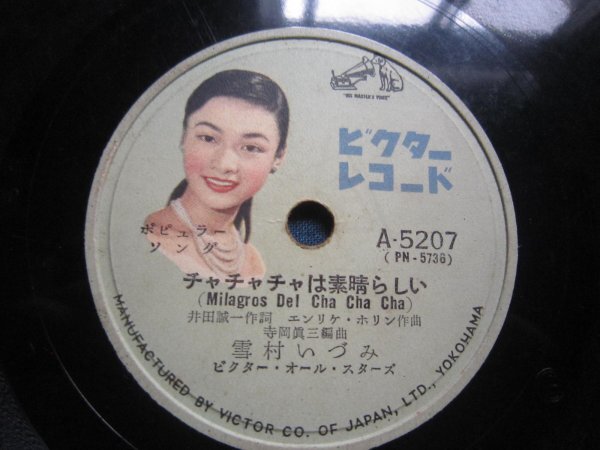 "HIS MASTER'S VOICE"
ビクター
レコード
ポピュラー
ソング
A-5207
(PN-5736)
チャチャチャは素晴らしい
(Milagros Del Cha Cha Cha)
井田誠一作詞 エンリケ・ホリン作曲
寺岡眞三編曲
雪村いづみ
ビクター・オール・スターズ
MANUFACTURED BY VICTOR CO. OF JAPAN, LTD., YOKOHAMA